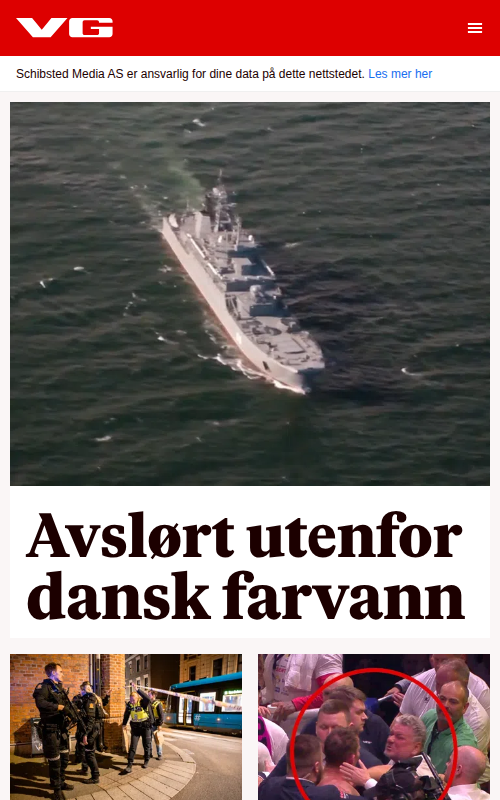 VG
Schibsted Media AS er ansvarlig for dine data på dette nettstedet. Les mer her
Avslørt utenfor
dansk farvann